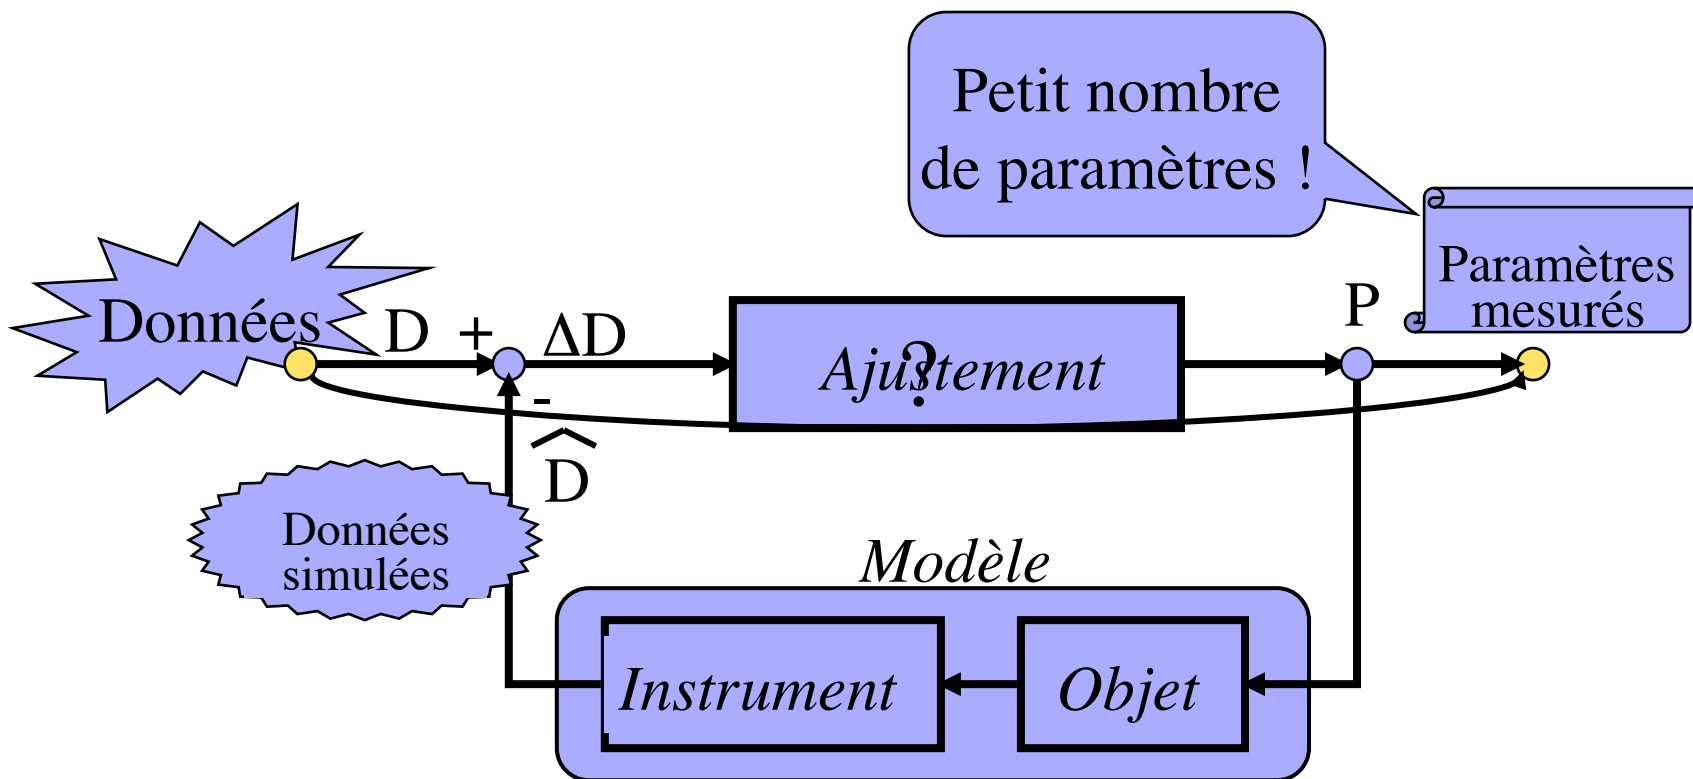 Petit nombre
de paramètres !
Paramètres
mesurés
Données
D + ΔD
P
Ajustement
?
-
D̂
Données
simulées
Modèle
Instrument
Objet